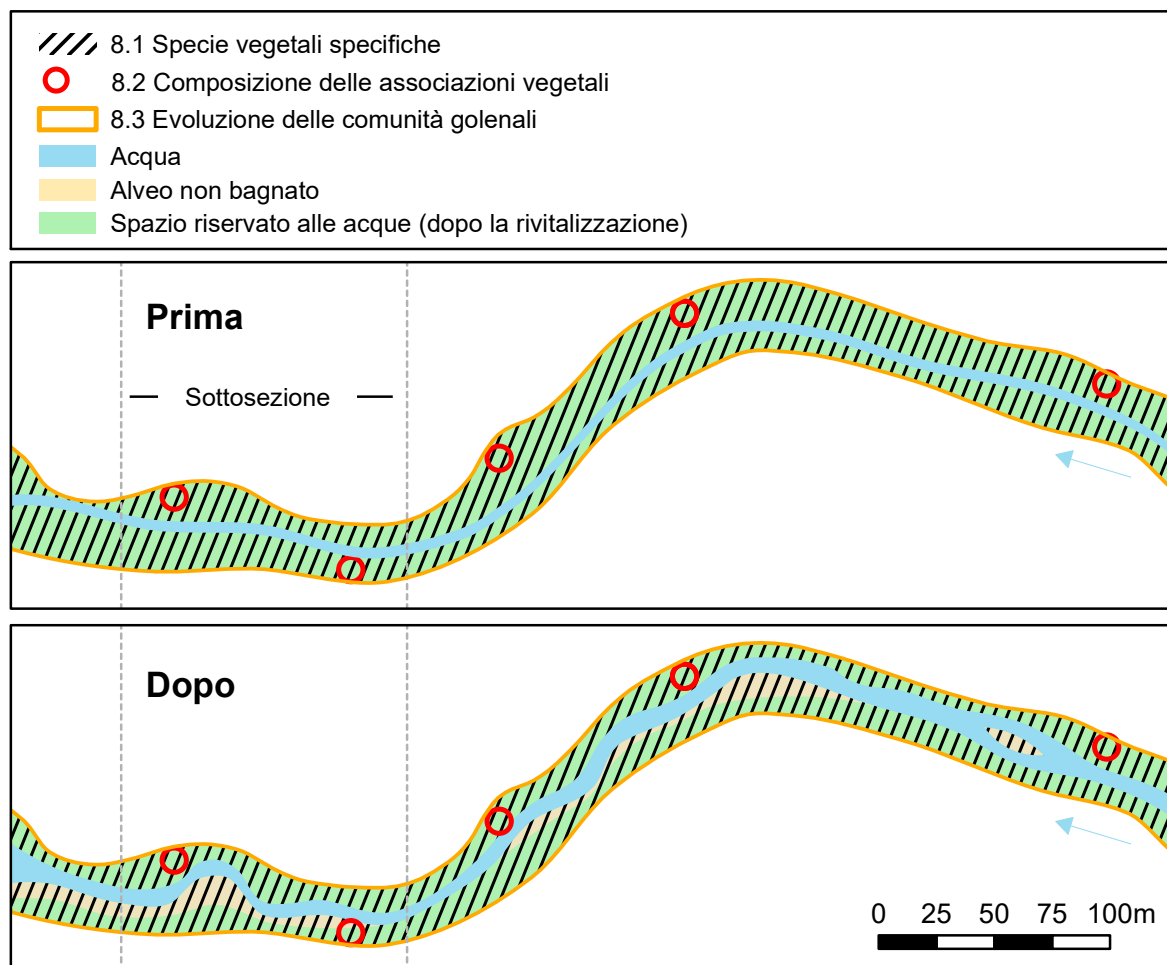 8.1 Specie vegetali specifiche
8.2 Composizione delle associazioni vegetali
8.3 Evoluzione delle comunità golenali
Acqua
Alveo non bagnato
Spazio riservato alle acque (dopo la rivitalizzazione)
Prima
Sottosezione
Dopo
0 25 50 75 100m